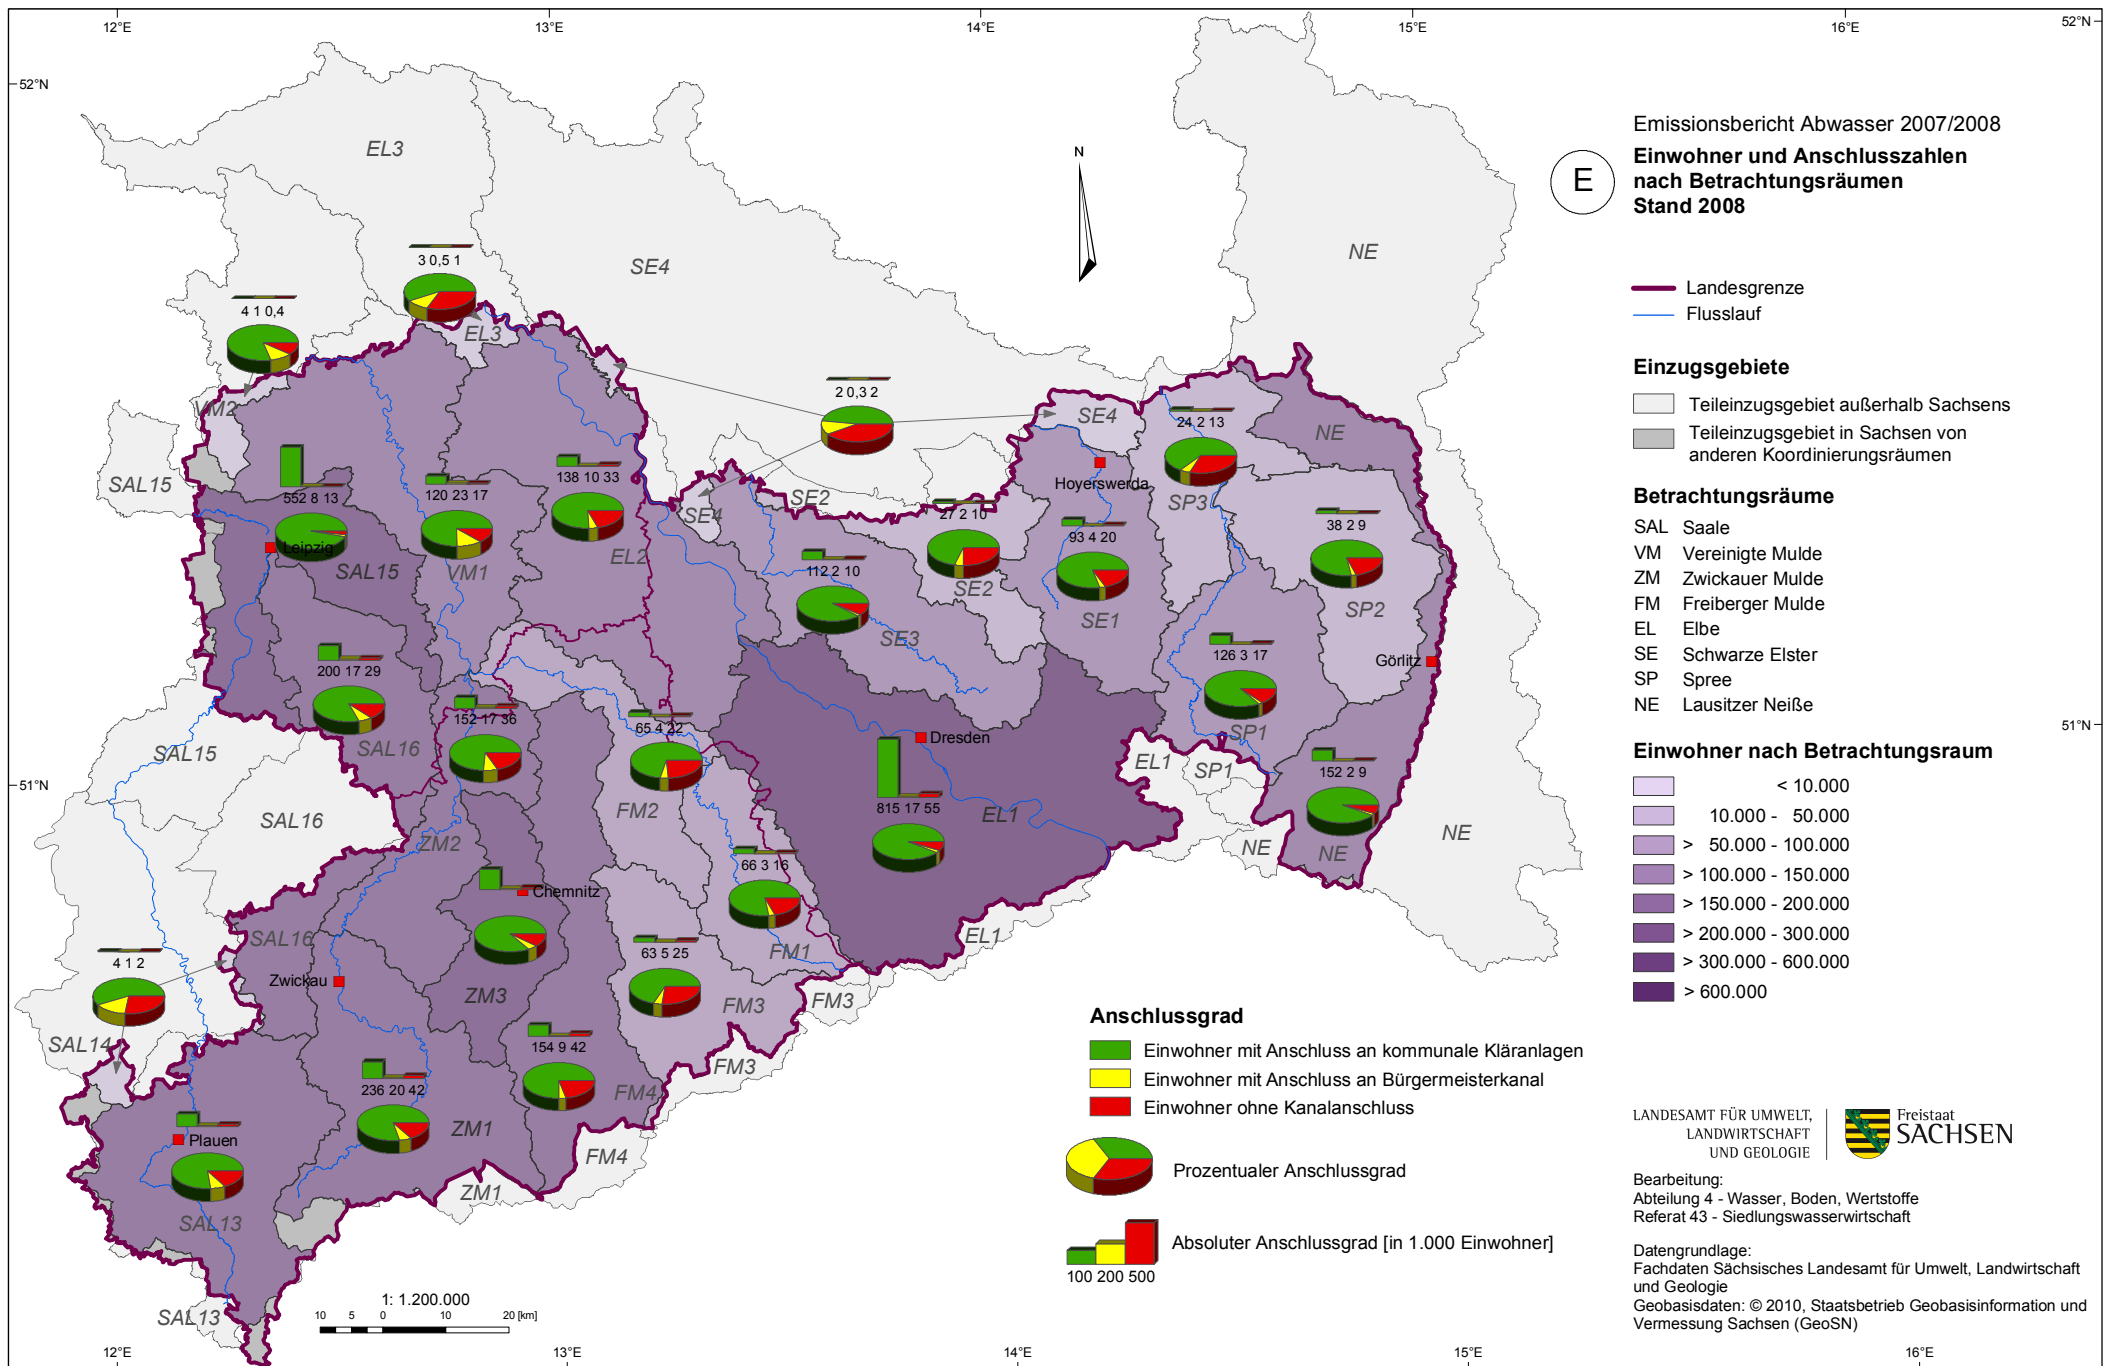 12°E
13°E
14°E
15°E
16°E
52°N
52°N
EL3
SE4
NE
N
E
Emissionsbericht Abwasser 2007/2008
Einwohner und Anschlusszahlen
nach Betrachtungsräumen
Stand 2008
Landesgrenze
Flusslauf
Einzugsgebiete
Teileinzugsgebiet außerhalb Sachsens
Teileinzugsgebiet in Sachsen von
anderen Koordinierungsräumen
Betrachtungsräume
SAL Saale
VM Vereinigte Mulde
ZM Zwickauer Mulde
FM Freiberger Mulde
EL Elbe
SE Schwarze Elster
SP Spree
NE Lausitzer Neiße
Einwohner nach Betrachtungsraum
< 10.000
10.000 - 50.000
> 50.000 - 100.000
> 100.000 - 150.000
> 150.000 - 200.000
> 200.000 - 300.000
> 300.000 - 600.000
> 600.000
3 0,5 1
4 1 0,4
EL3
2 0,3 2
VM2
SE4
24 2 13
NE
SAL15
552 8 13
120 23 17
138 10 33
SE2
SE4
Hoyerswerda
SP3
27 2 10
93 4 20
38 2 9
Leipzig
SAL15
VM1
EL2
112 2 10
SE2
SE3
SE1
SP2
200 17 29
126 3 17
Görlitz
152 17 36
65 4 22
SAL16
SAL15
Dresden
SP1
EL1
SP1
152 2 9
51°N
51°N
815 17 55
EL1
FM2
SAL16
ZM2
66 3 16
NE
NE
NE
Chemnitz
SAL16
63 5 25
FM1
EL1
4 1 2
Zwickau
ZM3
FM3
FM3
SAL14
154 9 42
FM3
236 20 42
FM4
Plauen
ZM1
FM4
ZM1
SAL13
SAL13
Anschlussgrad
Einwohner mit Anschluss an kommunale Kläranlagen
Einwohner mit Anschluss an Bürgermeisterkanal
Einwohner ohne Kanalanschluss
Prozentualer Anschlussgrad
Absoluter Anschlussgrad [in 1.000 Einwohner]
100 200 500
1: 1.200.000
10 5 0 10 20 [km]
LANDESAMT FÜR UMWELT,
LANDWIRTSCHAFT
UND GEOLOGIE
Freistaat
SACHSEN
Bearbeitung:
Abteilung 4 - Wasser, Boden, Wertstoffe
Referat 43 - Siedlungswasserwirtschaft
Datengrundlage:
Fachdaten Sächsisches Landesamt für Umwelt, Landwirtschaft
und Geologie
Geobasisdaten: © 2010, Staatsbetrieb Geobasisinformation und
Vermessung Sachsen (GeoSN)
12°E
13°E
14°E
15°E
16°E